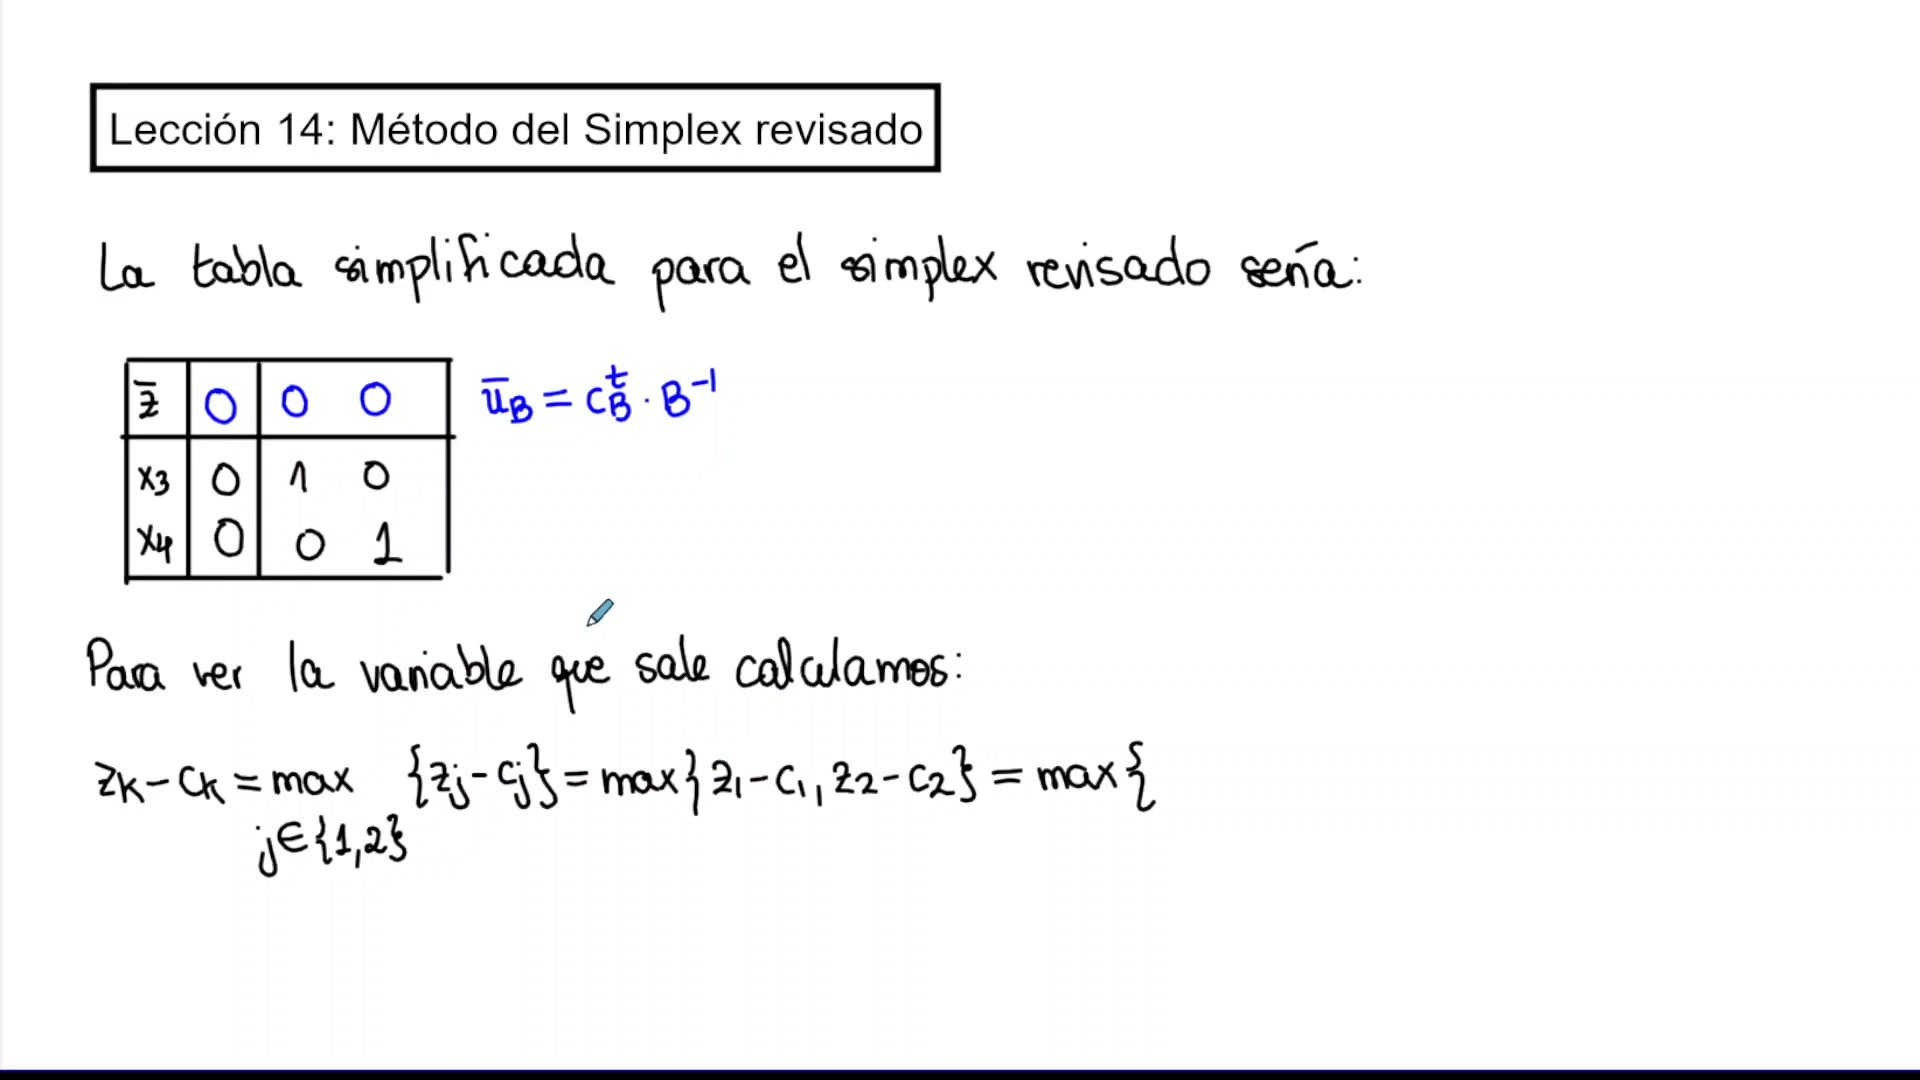 Lección 14: Método del Simplex revisado
La tabla simplificada para el simplex revisado sería:
z̄ 0 0 0 ū_B = c_B^t · B^-1
x3 0 1 0
x4 0 0 1
Para ver la variable que sale calculamos:
z_K - c_K = max {z_j - c_j} = max} z_1 - c_1, z_2 - c_2} = max {
j∈{1,2}